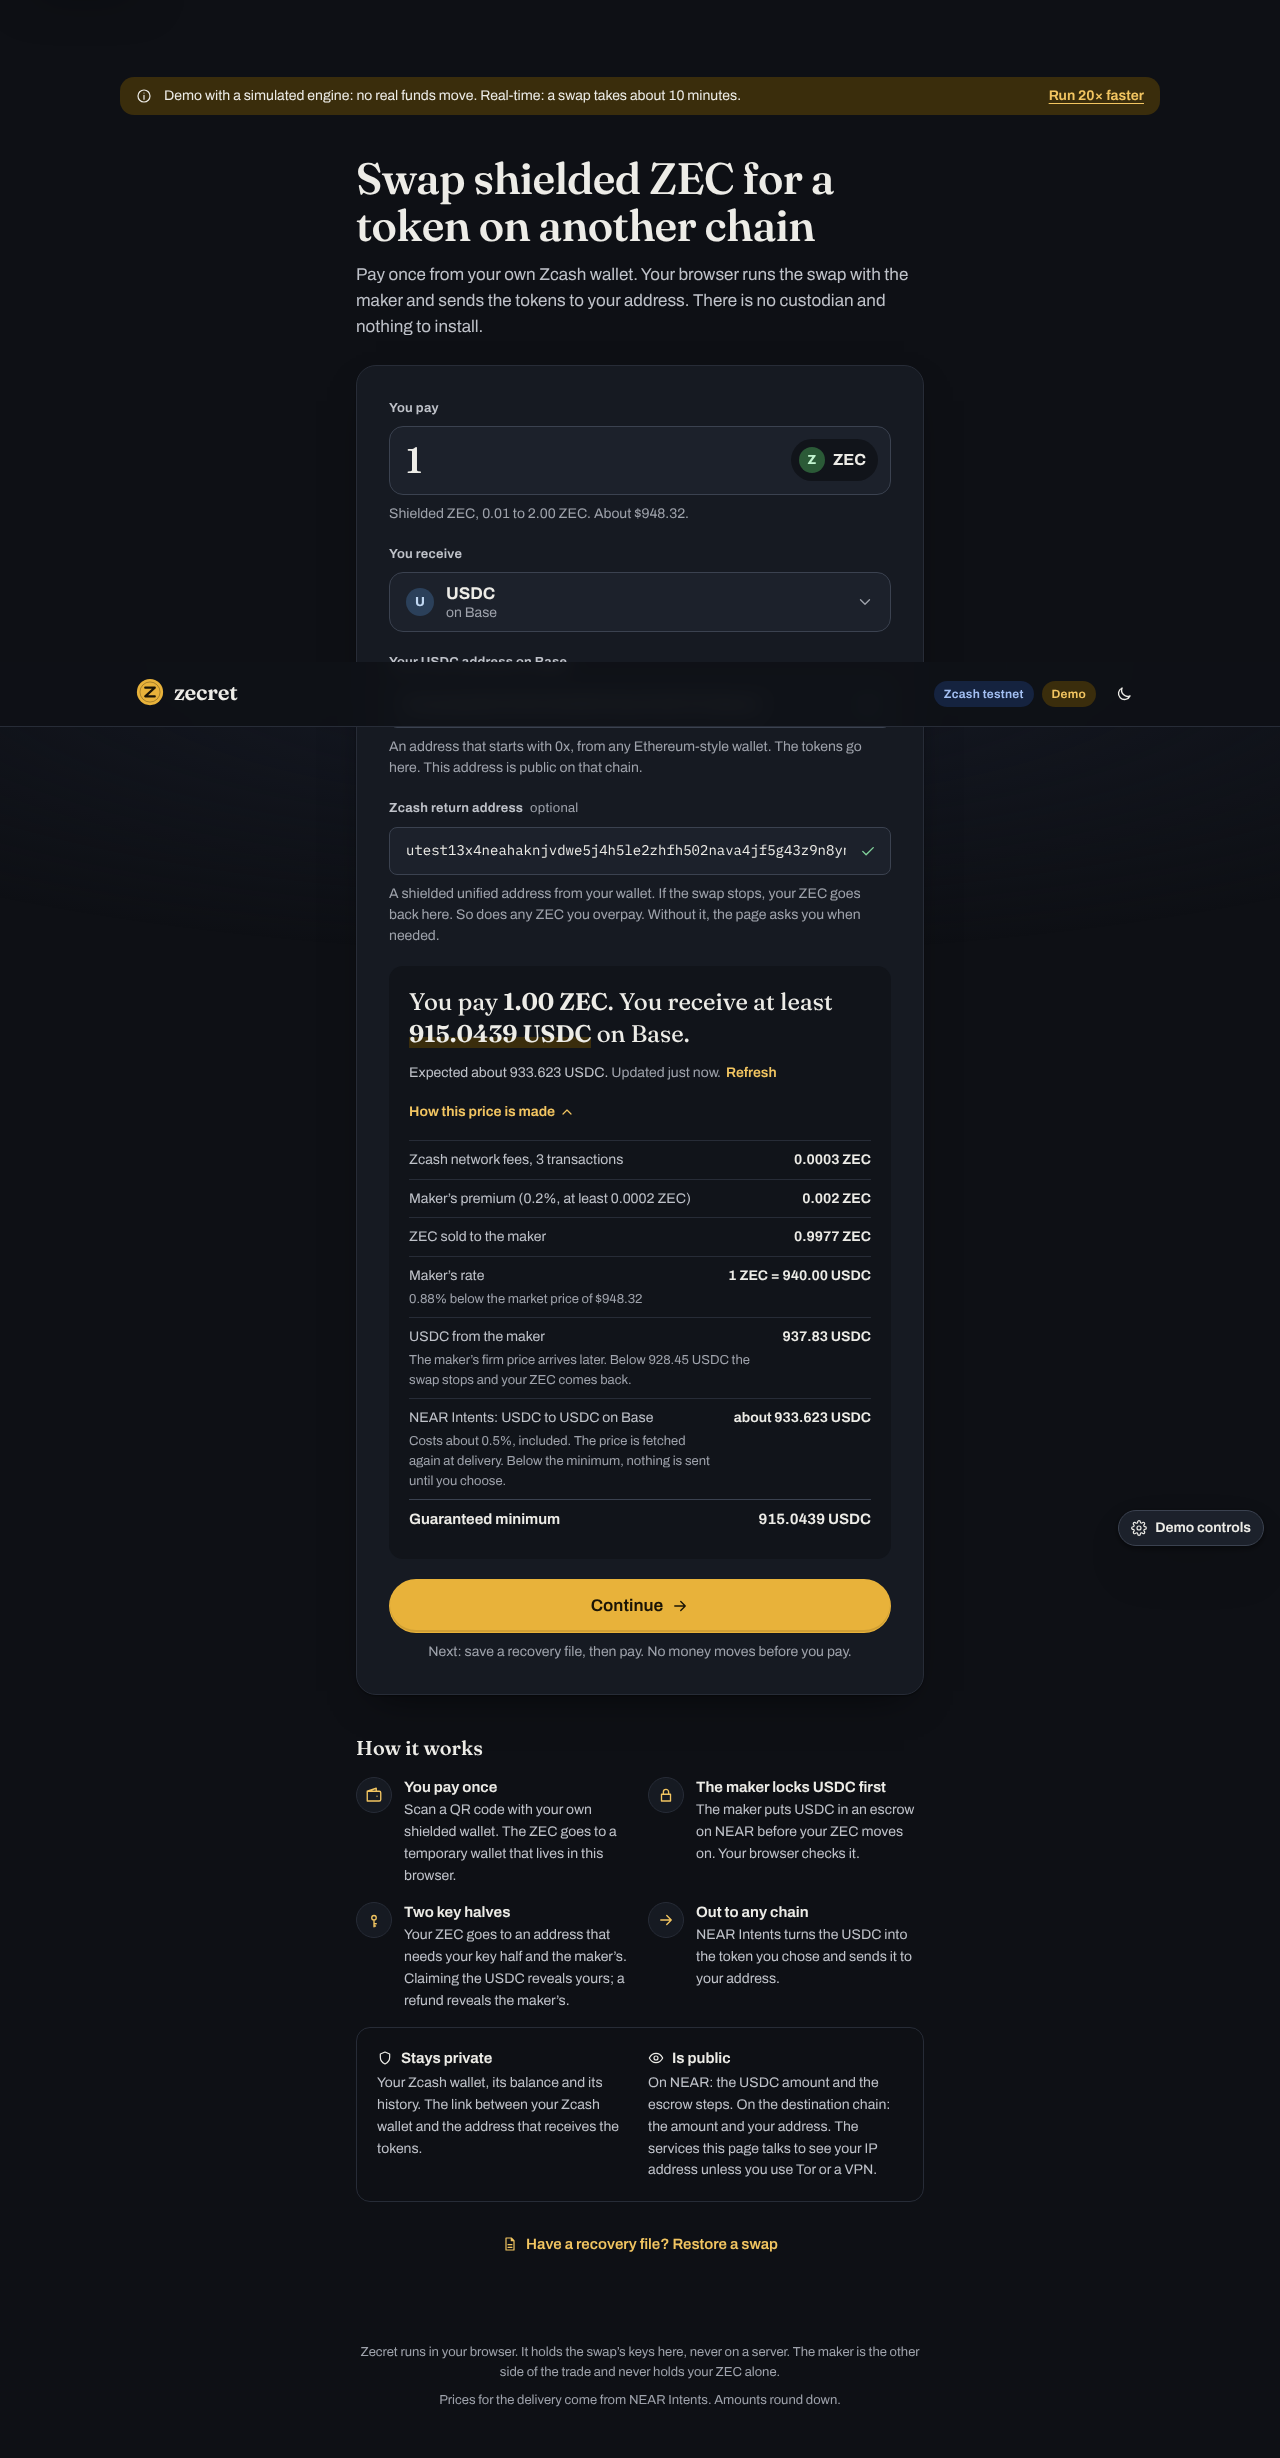 Demo with a simulated engine: no real funds move. Real-time: a swap takes about 10 minutes.
Run 20× faster
Swap shielded ZEC for a
token on another chain
Pay once from your own Zcash wallet. Your browser runs the swap with the
maker and sends the tokens to your address. There is no custodian and
nothing to install.
You pay
1
Z ZEC
Shielded ZEC, 0.01 to 2.00 ZEC. About $948.32.
You receive
U USDC
on Base
Your USDC address on Base
zecret
Zcash testnet
Demo
An address that starts with 0x, from any Ethereum-style wallet. The tokens go
here. This address is public on that chain.
Zcash return address optional
utest13x4neahaknjvdwe5j4h5le2zhfh502nava4jf5g43z9n8y
A shielded unified address from your wallet. If the swap stops, your ZEC goes
back here. So does any ZEC you overpay. Without it, the page asks you when
needed.
You pay 1.00 ZEC. You receive at least
915.0439 USDC on Base.
Expected about 933.623 USDC. Updated just now. Refresh
How this price is made
Zcash network fees, 3 transactions 0.0003 ZEC
Maker’s premium (0.2%, at least 0.0002 ZEC) 0.002 ZEC
ZEC sold to the maker 0.9977 ZEC
Maker’s rate 1 ZEC = 940.00 USDC
0.88% below the market price of $948.32
USDC from the maker 937.83 USDC
The maker’s firm price arrives later. Below 928.45 USDC the
swap stops and your ZEC comes back.
NEAR Intents: USDC to USDC on Base about 933.623 USDC
Costs about 0.5%, included. The price is fetched
again at delivery. Below the minimum, nothing is sent
until you choose.
Guaranteed minimum 915.0439 USDC
Demo controls
Continue
Next: save a recovery file, then pay. No money moves before you pay.
How it works
You pay once
Scan a QR code with your own
shielded wallet. The ZEC goes to a
temporary wallet that lives in this
browser.
The maker locks USDC first
The maker puts USDC in an escrow
on NEAR before your ZEC moves
on. Your browser checks it.
Two key halves
Your ZEC goes to an address that
needs your key half and the maker’s.
Claiming the USDC reveals yours; a
refund reveals the maker’s.
Out to any chain
NEAR Intents turns the USDC into
the token you chose and sends it to
your address.
Stays private
Your Zcash wallet, its balance and its
history. The link between your Zcash
wallet and the address that receives the
tokens.
Is public
On NEAR: the USDC amount and the
escrow steps. On the destination chain:
the amount and your address. The
services this page talks to see your IP
address unless you use Tor or a VPN.
Have a recovery file? Restore a swap
Zecret runs in your browser. It holds the swap’s keys here, never on a server. The maker is the other
side of the trade and never holds your ZEC alone.
Prices for the delivery come from NEAR Intents. Amounts round down.